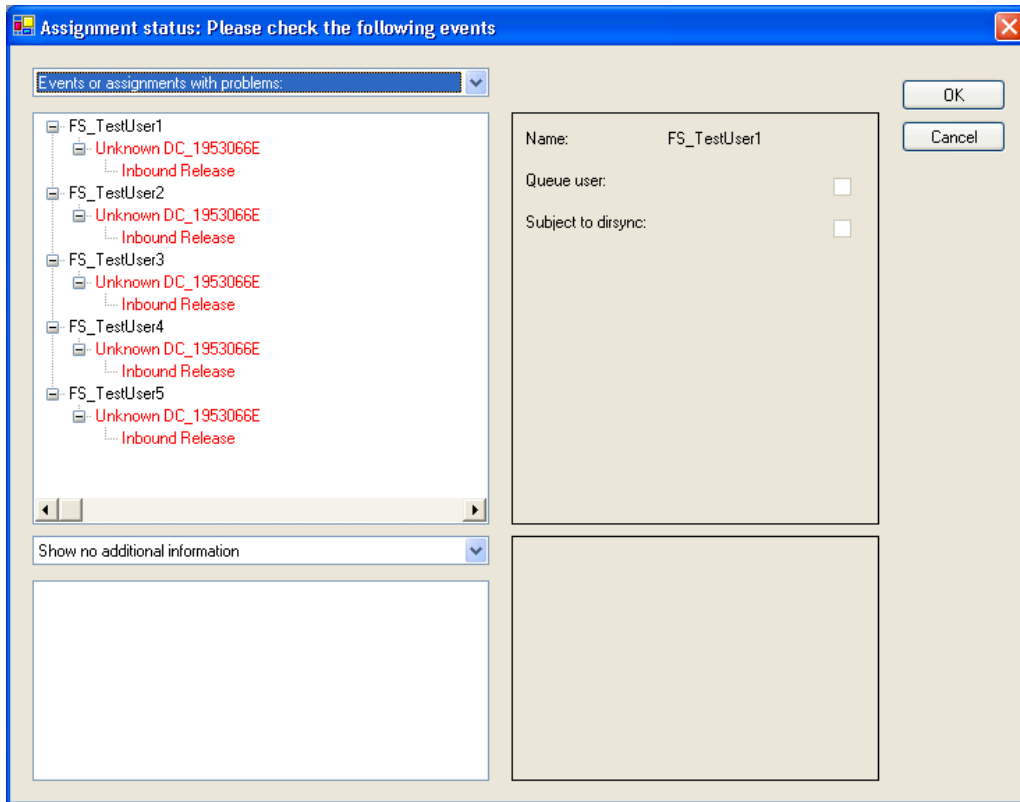 Assignment status: Please check the following events
Events or assignments with problems:
OK
Cancel
FS_TestUser1
Unknown DC_1953066E
Inbound Release
FS_TestUser2
Unknown DC_1953066E
Inbound Release
FS_TestUser3
Unknown DC_1953066E
Inbound Release
FS_TestUser4
Unknown DC_1953066E
Inbound Release
FS_TestUser5
Unknown DC_1953066E
Inbound Release
Name: FS_TestUser1
Queue user:
Subject to dirsync:
Show no additional information